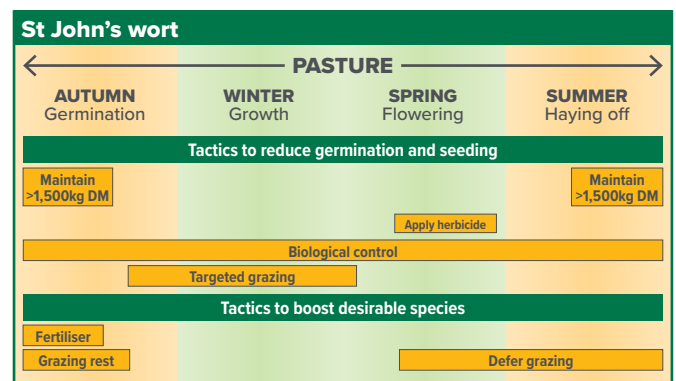 St John's wort
PASTURE
AUTUMN
Germination
WINTER
Growth
SPRING
Flowering
SUMMER
Haying off
Tactics to reduce germination and seeding
Maintain
>1,500kg DM
Maintain
>1,500kg DM
Apply herbicide
Biological control
Targeted grazing
Tactics to boost desirable species
Fertiliser
Grazing rest
Defer grazing